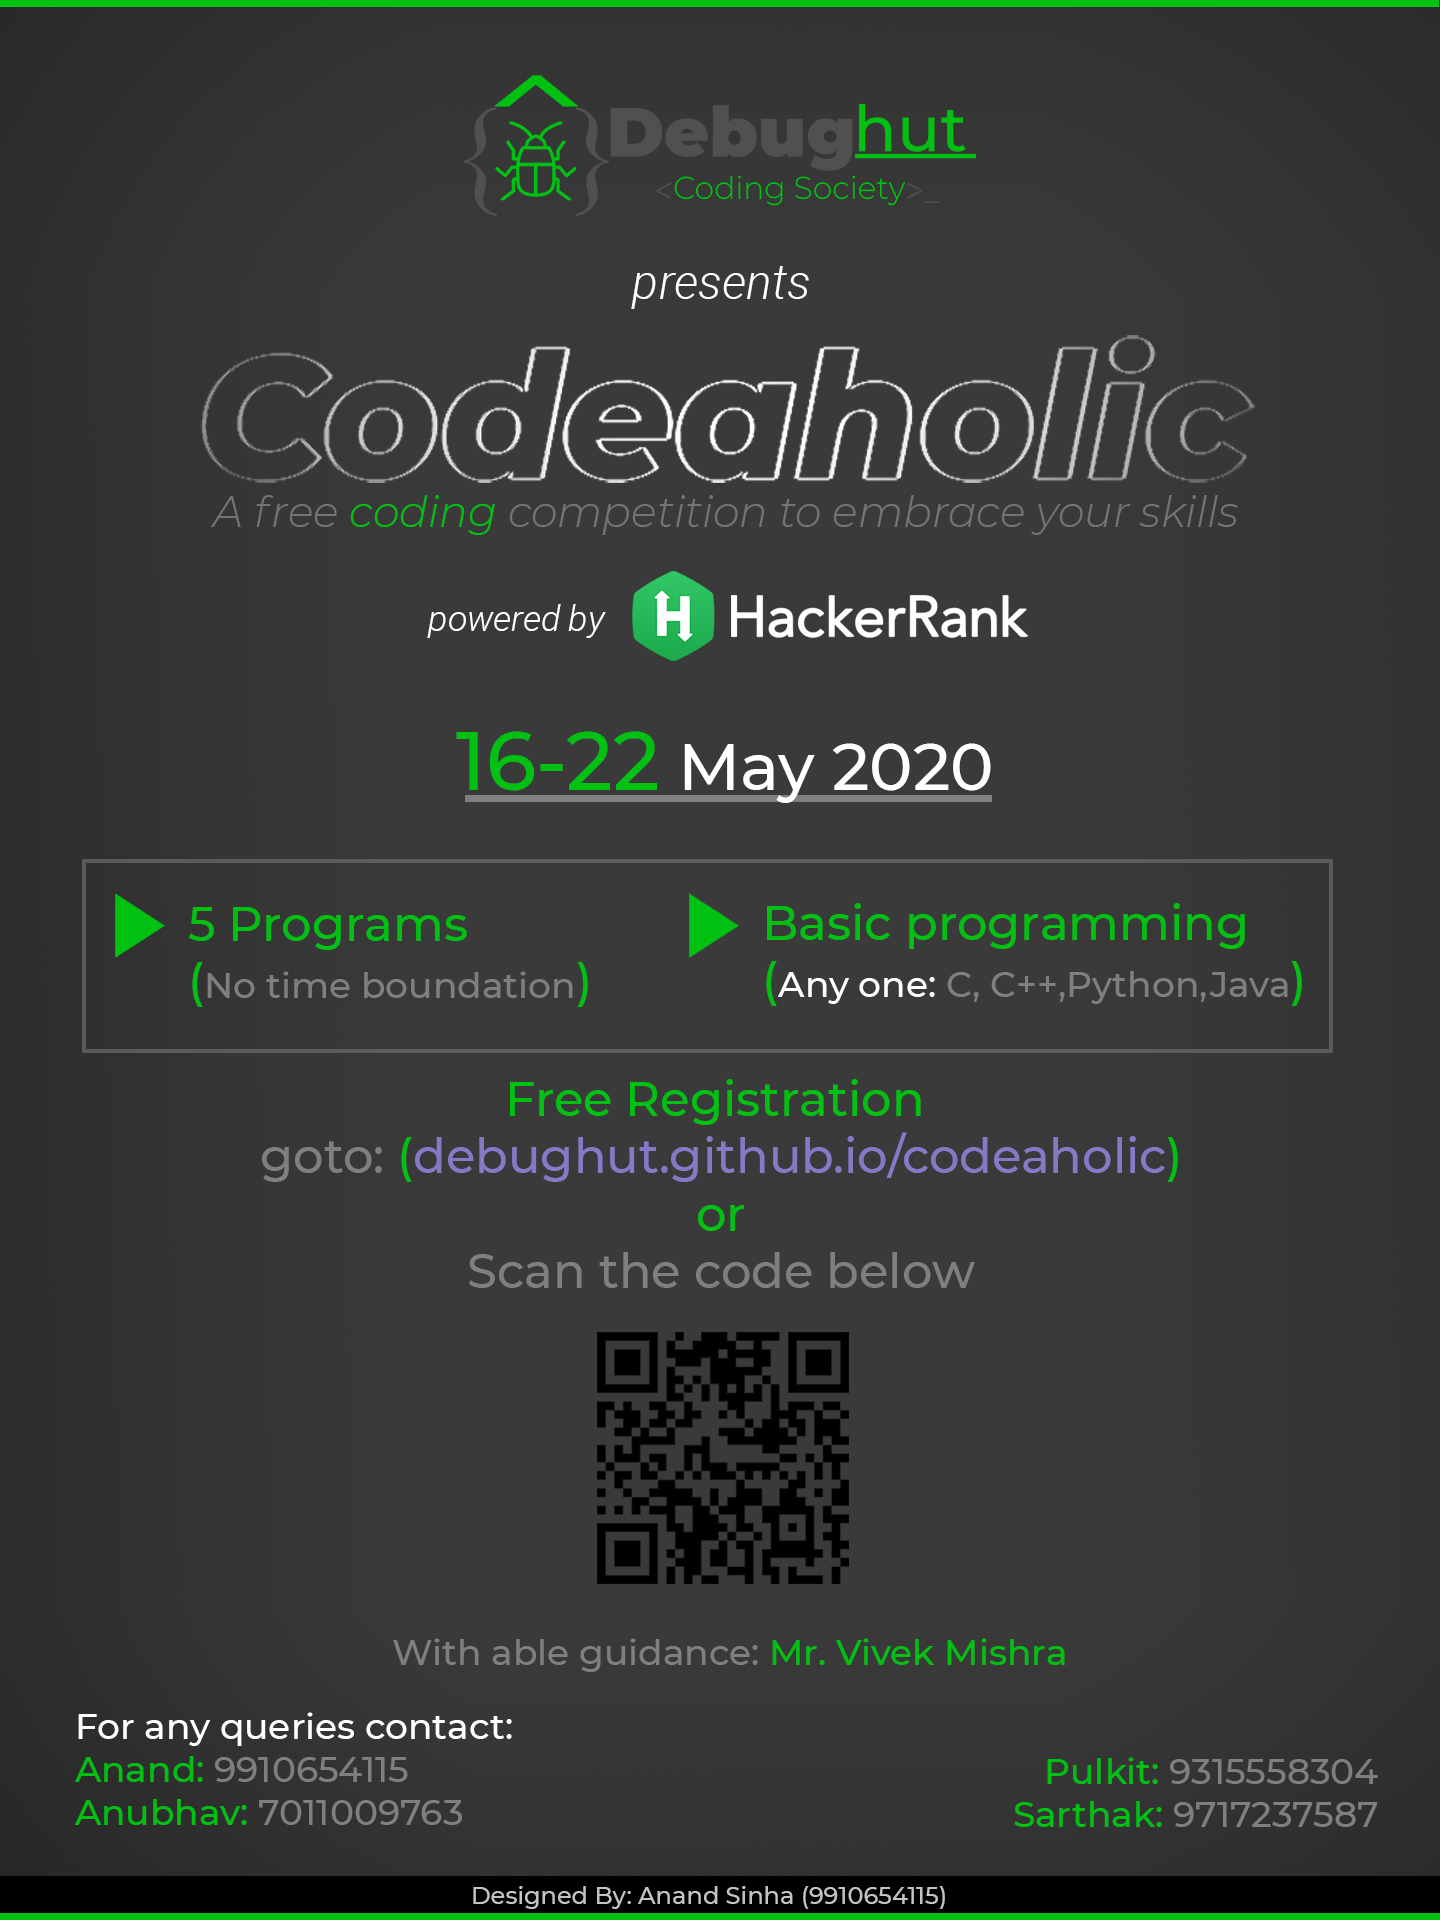 Debughut
<Coding Society>_
presents
Codeaholic
A free coding competition to embrace your skills
powered by HackerRank
16-22 May 2020
5 Programs
(No time boundation)
Basic programming
(Any one: C, C++,Python,Java)
Free Registration
goto: (debughut.github.io/codeaholic)
or
Scan the code below
With able guidance: Mr. Vivek Mishra
For any queries contact:
Anand: 9910654115
Anubhav: 7011009763
Pulkit: 9315558304
Sarthak: 9717237587
Designed By: Anand Sinha (9910654115)